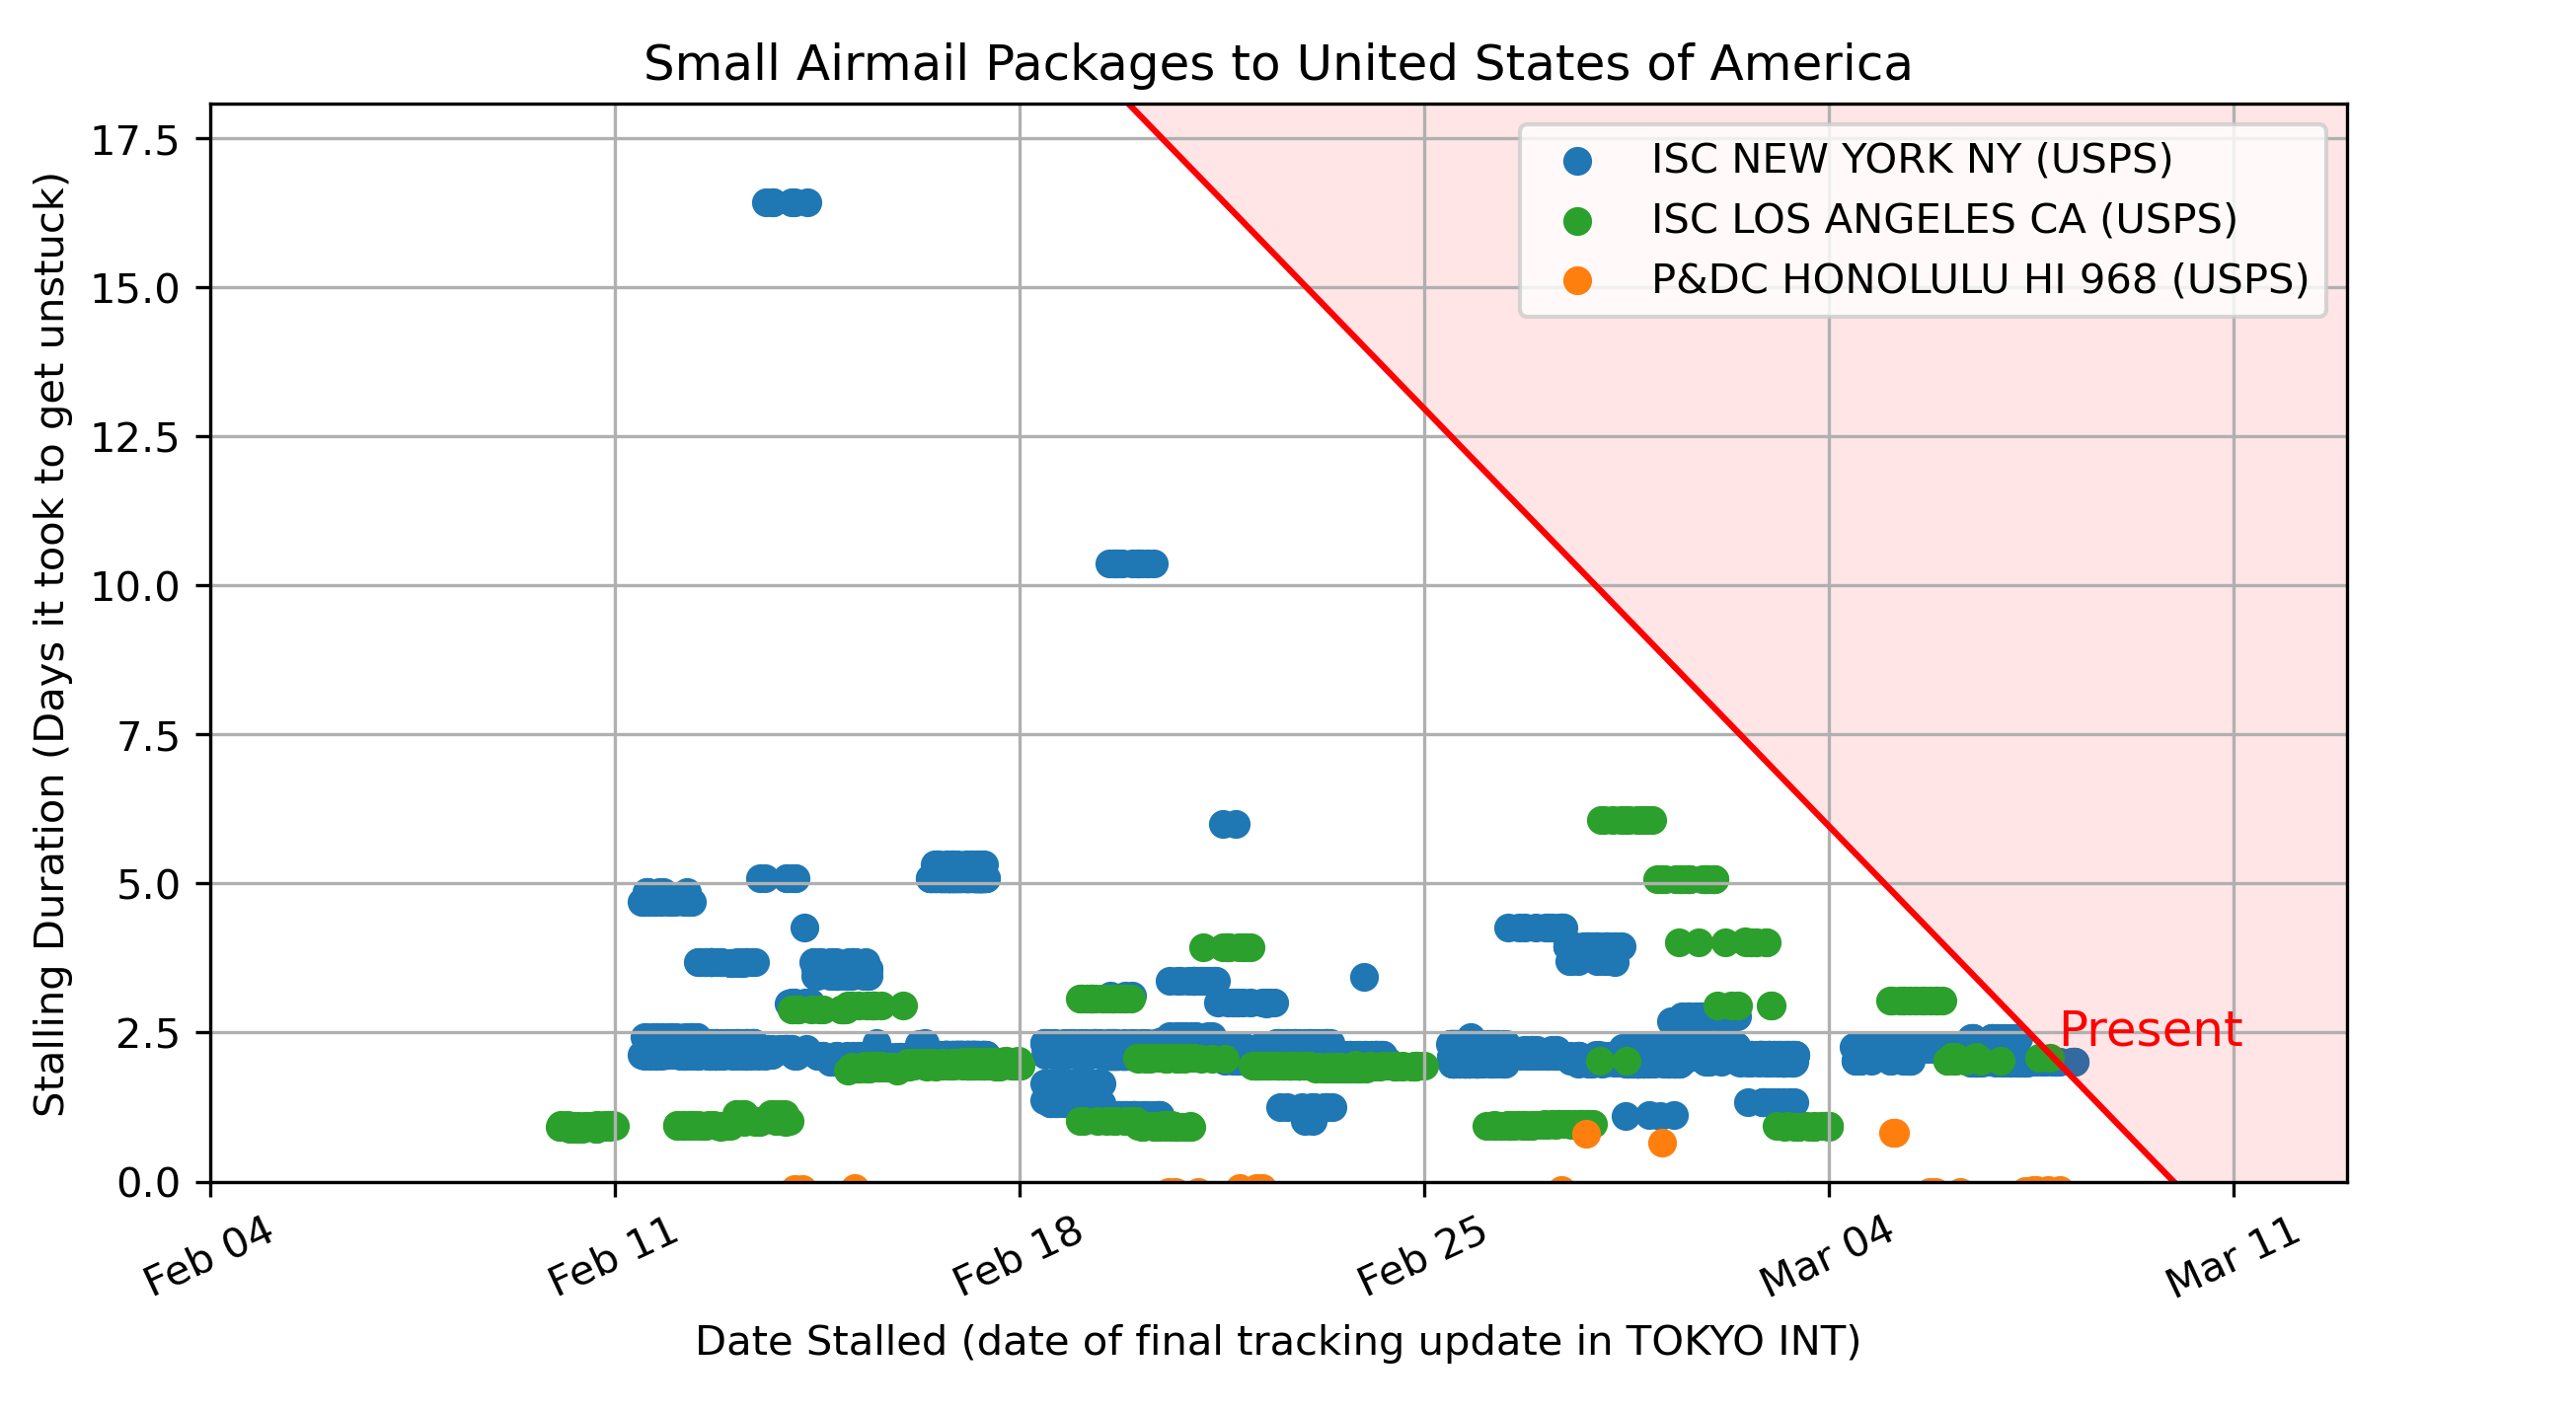 Small Airmail Packages to United States of America
Stalling Duration (Days it took to get unstuck)
17.5
15.0
12.5
10.0
7.5
5.0
2.5
0.0
ISC NEW YORK NY (USPS)
ISC LOS ANGELES CA (USPS)
P&DC HONOLULU HI 968 (USPS)
Present
Feb 04
Feb 11
Feb 18
Feb 25
Mar 04
Mar 11
Date Stalled (date of final tracking update in TOKYO INT)